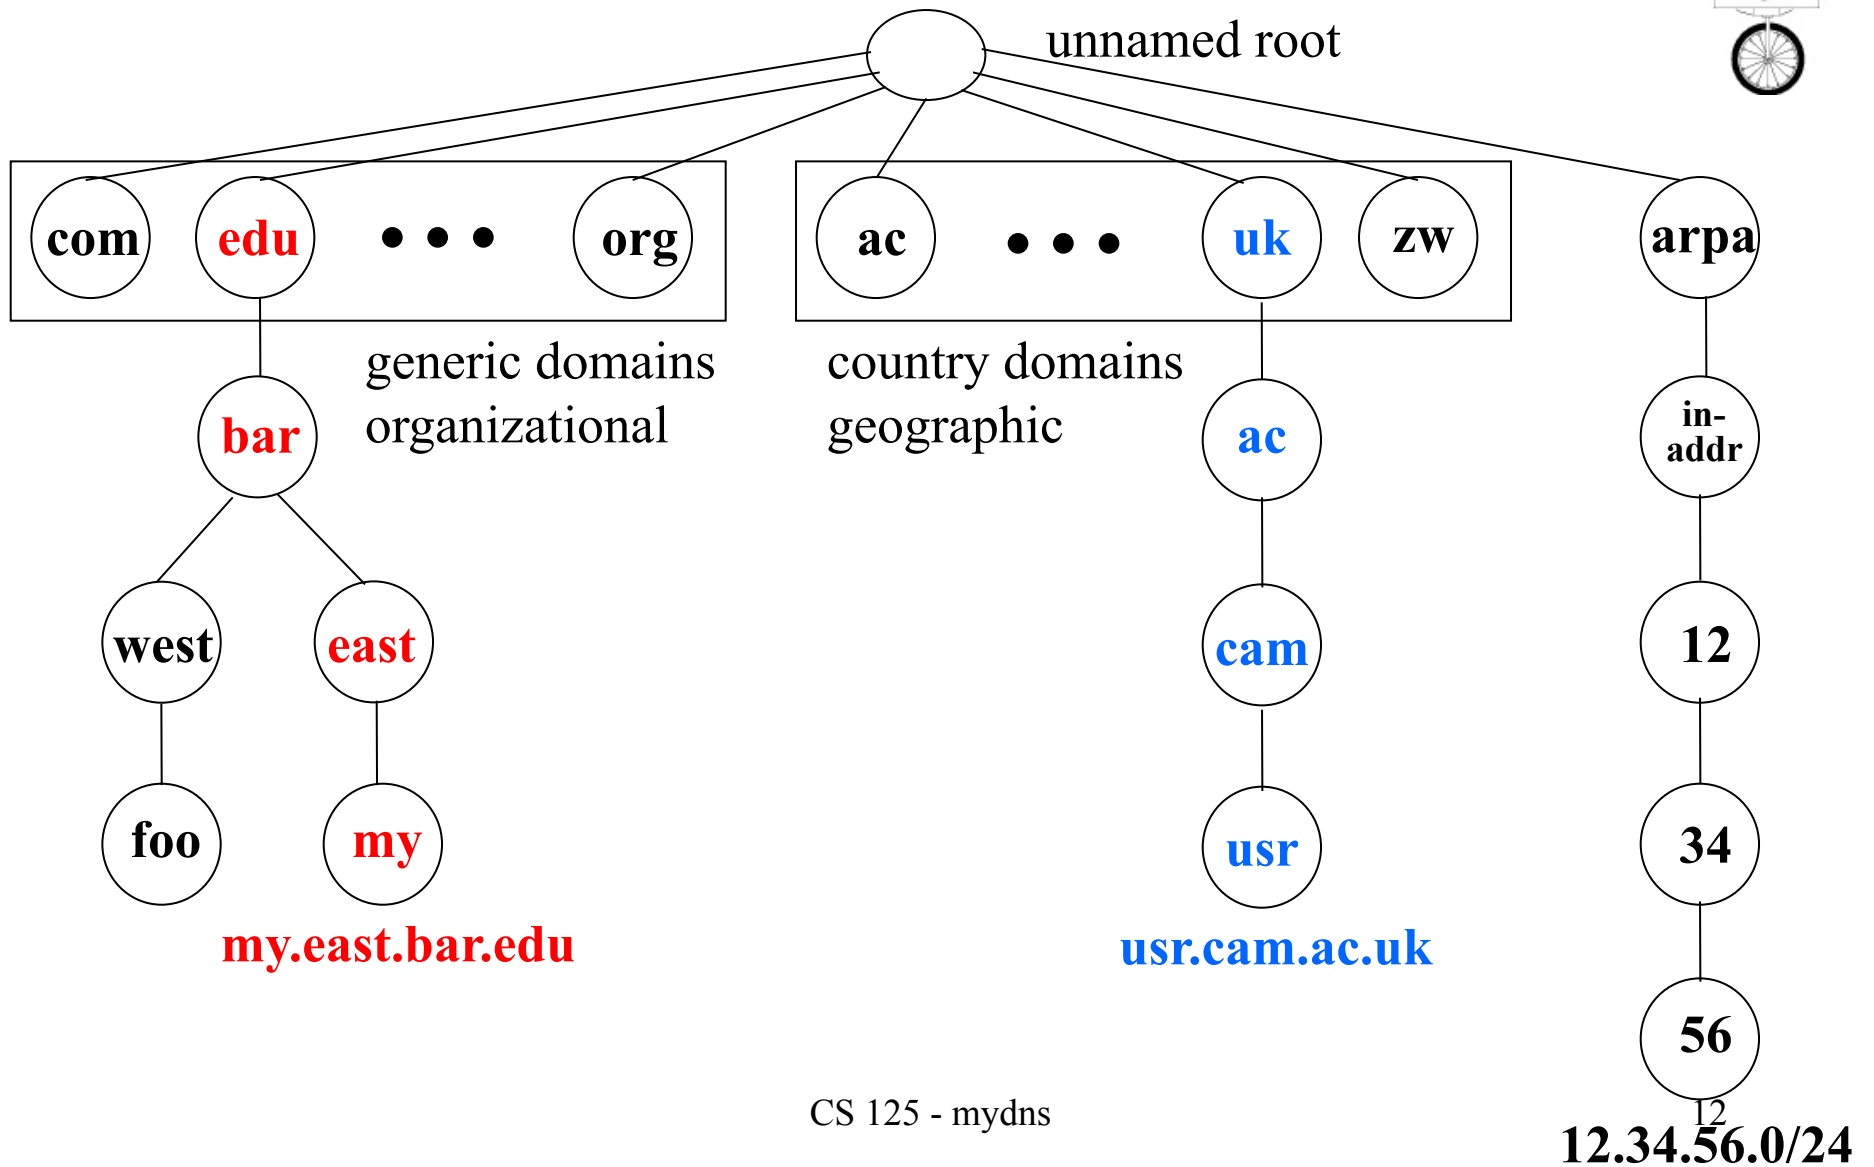 unnamed root
com
edu
• • •
org
ac
• • •
uk
zw
arpa
generic domains
organizational
country domains
geographic
bar
ac
in-
addr
west
east
cam
12
foo
my
usr
34
my.east.bar.edu
usr.cam.ac.uk
56
CS 125 - mydns
12
12.34.56.0/24